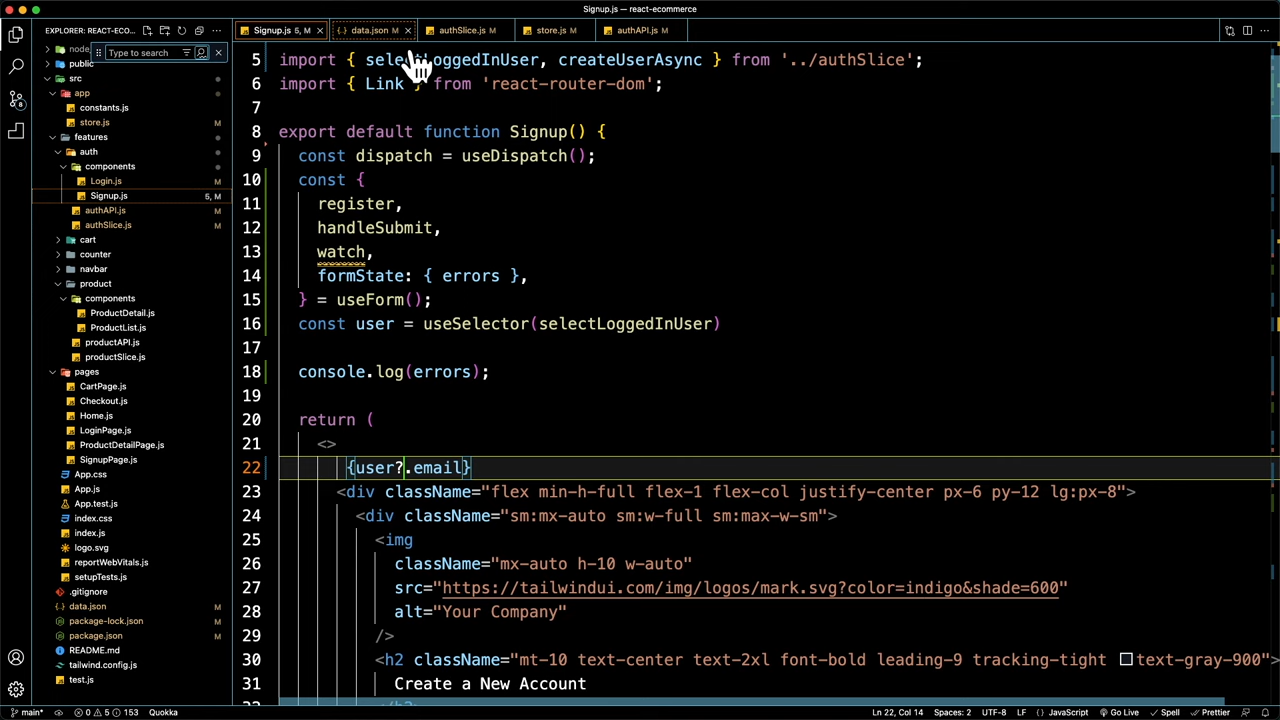 Signup.js — react-ecommerce
EXPLORER: REACT-ECO...
Signup.js 5, M
data.json M
authSlice.js M
store.js M
authAPI.js M
node_
Type to search
public
src
app
constants.js
store.js M
features
auth
components
Login.js M
Signup.js 5, M
authAPI.js M
authSlice.js M
cart
counter
navbar
product
components
ProductDetail.js
ProductList.js
productAPI.js
productSlice.js
pages
CartPage.js
Checkout.js
Home.js
LoginPage.js
ProductDetailPage.js
SignupPage.js
App.css
App.js
App.test.js
index.css
index.js
logo.svg
reportWebVitals.js
setupTests.js
.gitignore
data.json M
package-lock.json M
package.json M
README.md
tailwind.config.js
test.js
5 import { selectLoggedInUser, createUserAsync } from '../authSlice';
6 import { Link } from 'react-router-dom';
7
8 export default function Signup() {
9 const dispatch = useDispatch();
10 const {
11 register,
12 handleSubmit,
13 watch,
14 formState: { errors },
15 } = useForm();
16 const user = useSelector(selectLoggedInUser)
17
18 console.log(errors);
19
20 return (
21 <>
22 {user?.email}
23 <div className="flex min-h-full flex-1 flex-col justify-center px-6 py-12 lg:px-8">
24 <div className="sm:mx-auto sm:w-full sm:max-w-sm">
25 <img
26 className="mx-auto h-10 w-auto"
27 src="https://tailwindui.com/img/logos/mark.svg?color=indigo&shade=600"
28 alt="Your Company"
29 />
30 <h2 className="mt-10 text-center text-2xl font-bold leading-9 tracking-tight text-gray-900">
31 Create a New Account
main* 0 5 153 Quokka Ln 22, Col 14 Spaces: 2 UTF-8 LF {} JavaScript Go Live Spell Prettier